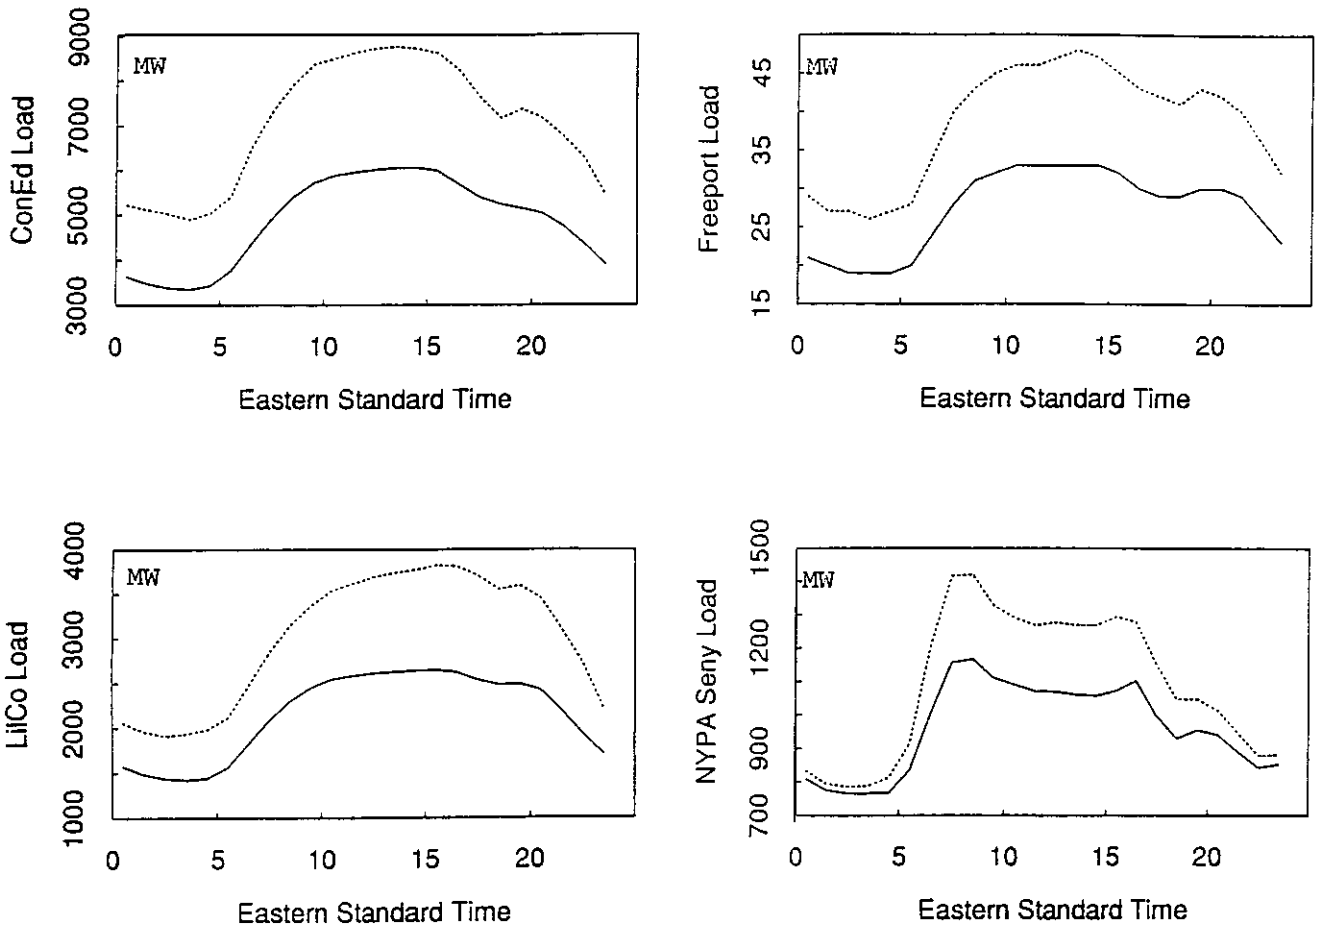 ConEd Load
9000
7000
5000
3000
MW
0 5 10 15 20
Eastern Standard Time
Freeport Load
45
35
25
15
MW
0 5 10 15 20
Eastern Standard Time
LilCo Load
4000
3000
2000
1000
MW
0 5 10 15 20
Eastern Standard Time
NYPA Seny Load
1500
1200
900
700
MW
0 5 10 15 20
Eastern Standard Time